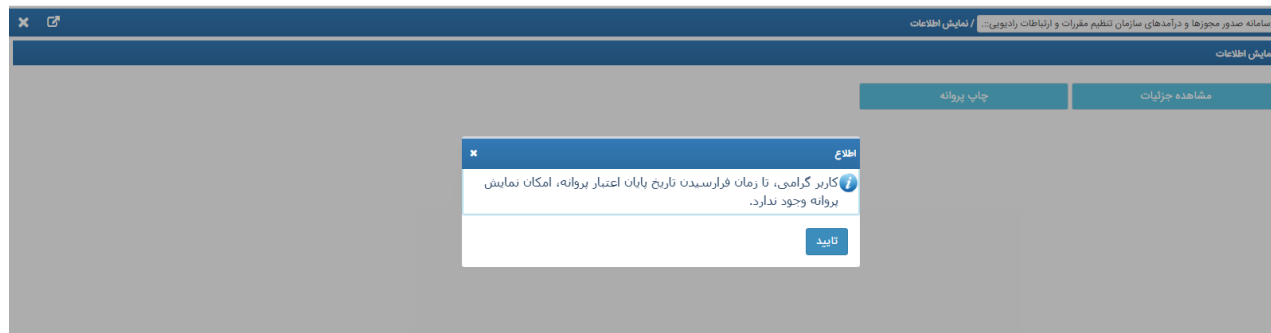 سامانه صدور مجوزها و درآمدهای سازمان تنظیم مقررات و ارتباطات رادیویی::. / نمایش اطلاعات
مایش اطلاعات
مشاهده جزئیات
چاپ پروانه
اطلاع
کاربر گرامی، تا زمان فرارسیدن تاریخ پایان اعتبار پروانه، امکان نمایش
پروانه وجود ندارد.
تایید